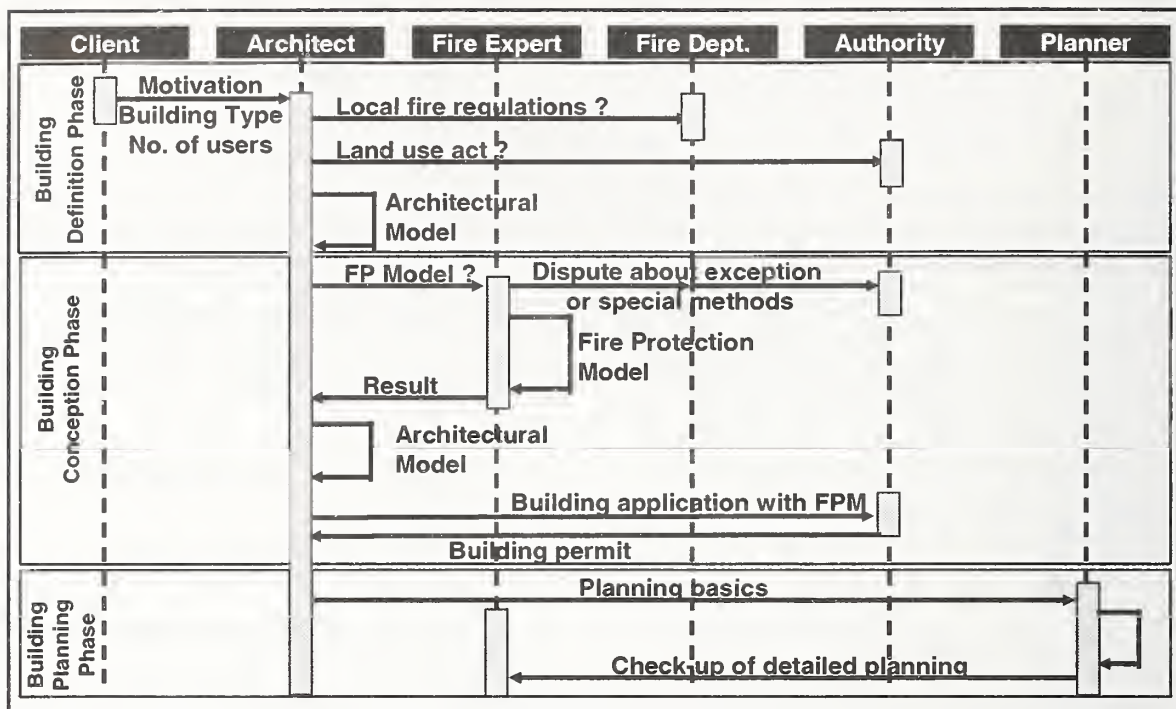 Client
Architect
Fire Expert
Fire Dept.
Authority
Planner
Building
Definition Phase
Motivation
Building Type
No. of users
Local fire regulations ?
Land use act ?
Architectural
Model
Building
Conception Phase
FP Model ?
Dispute about exception
or special methods
Fire Protection
Model
Result
Architectural
Model
Building application with FPM
Building permit
Building
Planning
Phase
Planning basics
Check-up of detailed planning